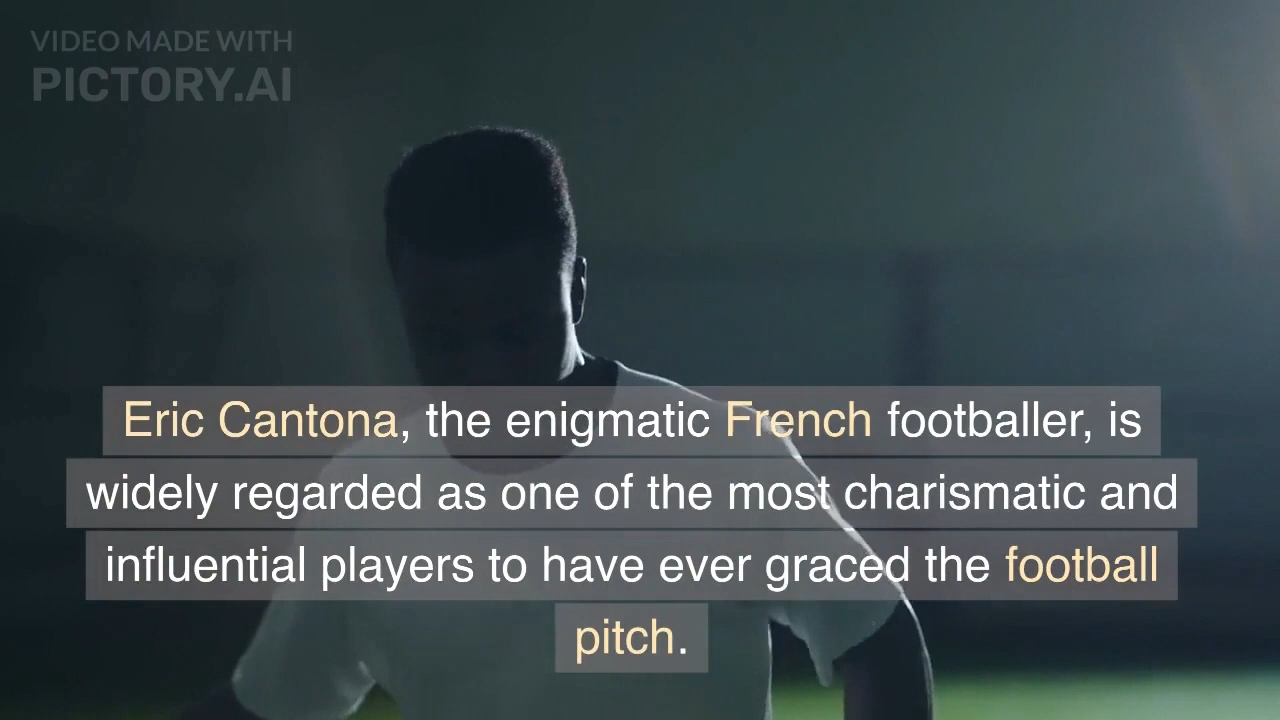 VIDEO MADE WITH
PICTORY.AI
Eric Cantona, the enigmatic French footballer, is
widely regarded as one of the most charismatic and
influential players to have ever graced the football
pitch.